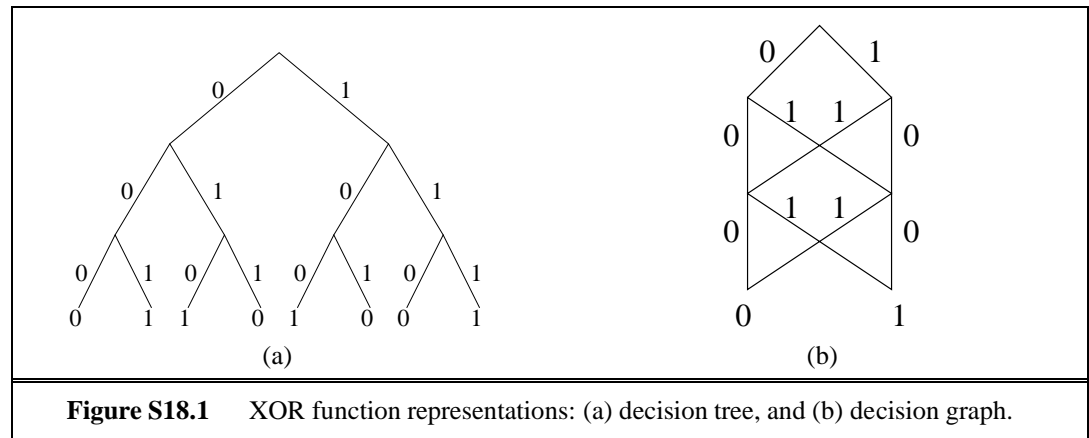 0 1
0 1 0 1
0 1 0 1 0 1 0 1
0 1 1 0 1 0 0 1
(a)
0 1
0 1 1 0
0 1 1 0
0 1
(b)
Figure S18.1 XOR function representations: (a) decision tree, and (b) decision graph.